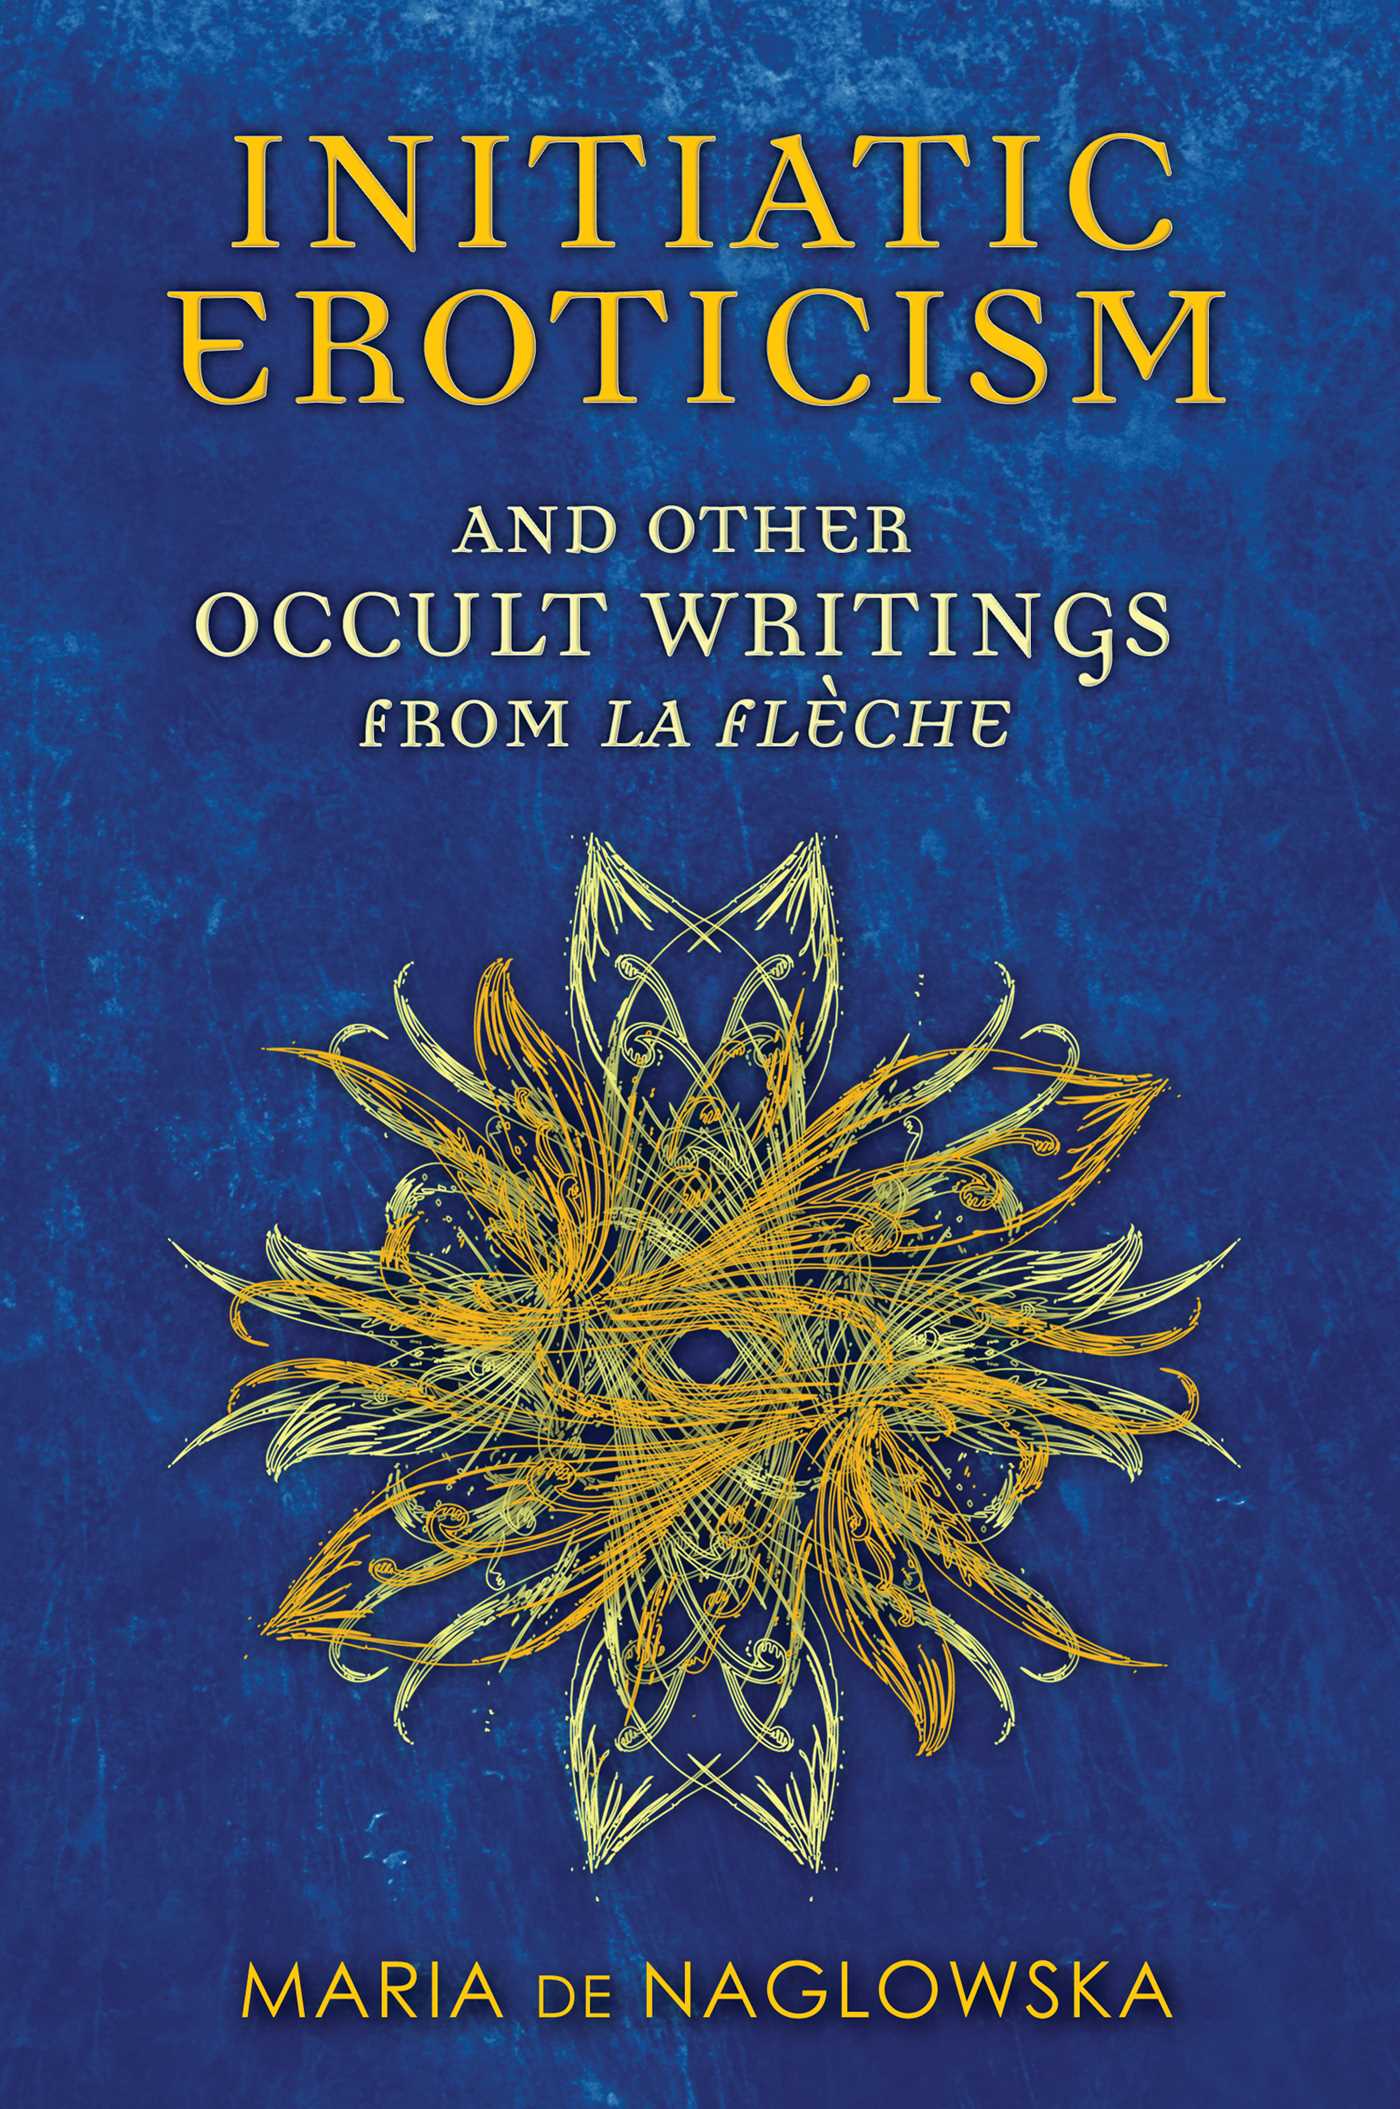 INITIATIC
EROTICISM
AND OTHER
OCCULT WRITINGS
FROM LA FLÈCHE
MARIA DE NAGLOWSKA